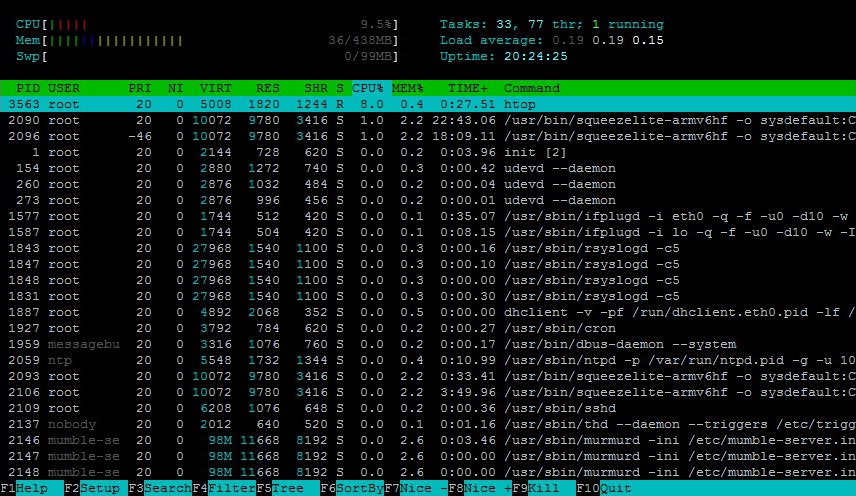 CPU[||||| 9.5%] Tasks: 33, 77 thr; 1 running
Mem[||||||||||||||||| 36/438MB] Load average: 0.19 0.19 0.15
Swp[ 0/99MB] Uptime: 20:24:25
PID USER PRI NI VIRT RES SHR S CPU% MEM% TIME+ Command
3563 root 20 0 5008 1820 1244 R 8.0 0.4 0:27.51 htop
2090 root 20 0 10072 9780 3416 S 1.0 2.2 22:43.06 /usr/bin/squeezelite-armv6hf -o sysdefault:C
2096 root -46 0 10072 9780 3416 S 1.0 2.2 18:09.11 /usr/bin/squeezelite-armv6hf -o sysdefault:C
1 root 20 0 2144 728 620 S 0.0 0.2 0:03.96 init [2]
154 root 20 0 2880 1272 740 S 0.0 0.3 0:00.42 udevd --daemon
260 root 20 0 2876 1032 484 S 0.0 0.2 0:00.04 udevd --daemon
273 root 20 0 2876 996 456 S 0.0 0.2 0:00.01 udevd --daemon
1577 root 20 0 1744 512 420 S 0.0 0.1 0:35.07 /usr/sbin/ifplugd -i eth0 -q -f -u0 -d10 -w
1587 root 20 0 1744 504 420 S 0.0 0.1 0:08.15 /usr/sbin/ifplugd -i lo -q -f -u0 -d10 -w -I
1843 root 20 0 27968 1540 1100 S 0.0 0.3 0:00.16 /usr/sbin/rsyslogd -c5
1847 root 20 0 27968 1540 1100 S 0.0 0.3 0:00.10 /usr/sbin/rsyslogd -c5
1848 root 20 0 27968 1540 1100 S 0.0 0.3 0:00.00 /usr/sbin/rsyslogd -c5
1831 root 20 0 27968 1540 1100 S 0.0 0.3 0:00.30 /usr/sbin/rsyslogd -c5
1887 root 20 0 4892 2068 352 S 0.0 0.5 0:00.00 dhclient -v -pf /run/dhclient.eth0.pid -lf /
1927 root 20 0 3792 784 620 S 0.0 0.2 0:00.27 /usr/sbin/cron
1959 messagebu 20 0 3316 1076 760 S 0.0 0.2 0:00.17 /usr/bin/dbus-daemon --system
2059 ntp 20 0 5548 1732 1344 S 0.0 0.4 0:10.99 /usr/sbin/ntpd -p /var/run/ntpd.pid -g -u 10
2093 root 20 0 10072 9780 3416 S 0.0 2.2 0:33.41 /usr/bin/squeezelite-armv6hf -o sysdefault:C
2106 root 20 0 10072 9780 3416 S 0.0 2.2 3:49.96 /usr/bin/squeezelite-armv6hf -o sysdefault:C
2109 root 20 0 6208 1076 648 S 0.0 0.2 0:00.36 /usr/sbin/sshd
2137 nobody 20 0 2012 640 520 S 0.0 0.1 0:01.16 /usr/sbin/thd --daemon --triggers /etc/trigg
2146 mumble-se 20 0 98M 11668 8192 S 0.0 2.6 0:03.46 /usr/sbin/murmurd -ini /etc/mumble-server.in
2147 mumble-se 20 0 98M 11668 8192 S 0.0 2.6 0:00.00 /usr/sbin/murmurd -ini /etc/mumble-server.in
2148 mumble-se 20 0 98M 11668 8192 S 0.0 2.6 0:00.00 /usr/sbin/murmurd -ini /etc/mumble-server.in
F1Help F2Setup F3SearchF4FilterF5Tree F6SortByF7Nice -F8Nice +F9Kill F10Quit